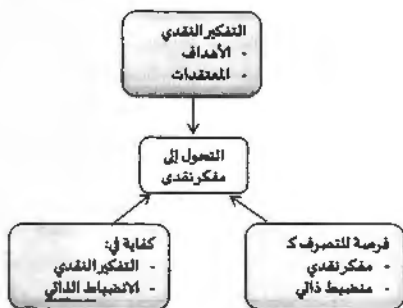 التفكير النقدي
- الأهداف
- المعتقدات
التحول إلى
مفكر نقدي
فرصة للتصرف كـ
- مفكر نقدي
- منضبط ذاتي
كفاية في:
- التفكير النقدي
- الانضباط الذاتي